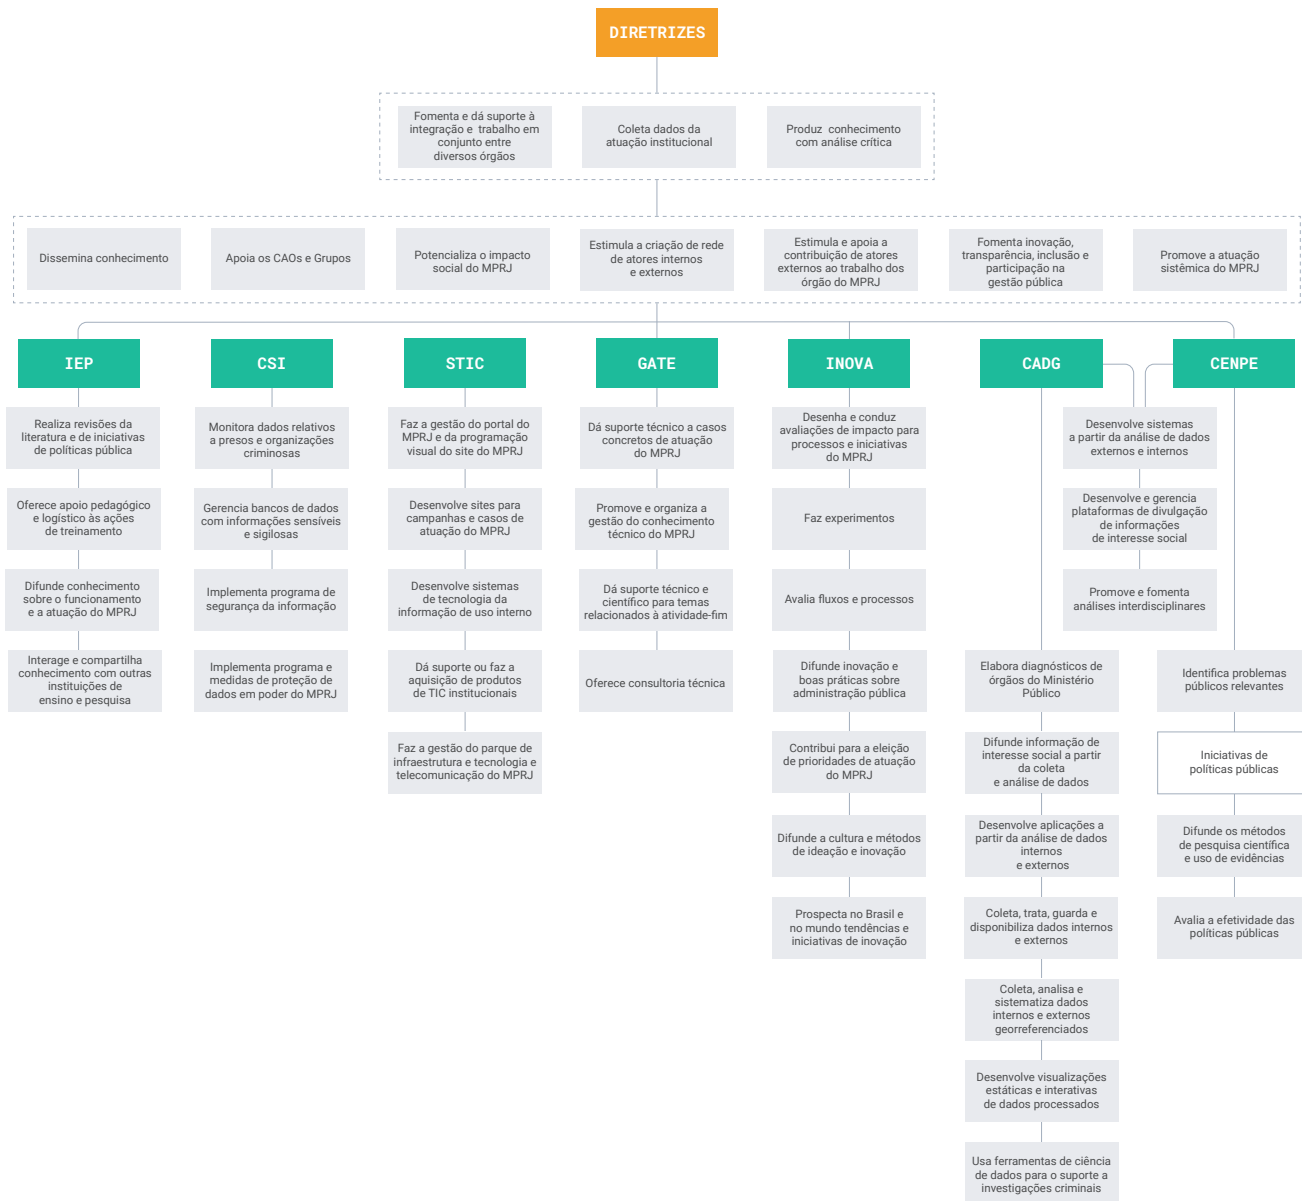 DIRETRIZES
Fomenta e dá suporte à
integração e trabalho em
conjunto entre
diversos órgãos
Coleta dados da
atuação institucional
Produz conhecimento
com análise crítica
Dissemina conhecimento
Apoia os CAOs e Grupos
Potencializa o impacto
social do MPRJ
Estimula a criação de rede
de atores internos
e externos
Estimula e apoia a
contribuição de atores
externos ao trabalho dos
órgão do MPRJ
Fomenta inovação,
transparência, inclusão e
participação na
gestão pública
Promove a atuação
sistêmica do MPRJ
IEP
Realiza revisões da
literatura e de iniciativas
de políticas pública
Oferece apoio pedagógico
e logístico às ações
de treinamento
Difunde conhecimento
sobre o funcionamento
e a atuação do MPRJ
Interage e compartilha
conhecimento com outras
instituições de
ensino e pesquisa
CSI
Monitora dados relativos
a presos e organizações
criminosas
Gerencia bancos de dados
com informações sensíveis
e sigilosas
Implementa programa de
segurança da informação
Implementa programa e
medidas de proteção de
dados em poder do MPRJ
STIC
Faz a gestão do portal do
MPRJ e da programação
visual do site do MPRJ
Desenvolve sites para
campanhas e casos de
atuação do MPRJ
Desenvolve sistemas
de tecnologia da
informação de uso interno
Dá suporte ou faz a
aquisição de produtos
de TIC institucionais
Faz a gestão do parque de
infraestrutura e tecnologia e
telecomunicação do MPRJ
GATE
Dá suporte técnico a casos
concretos de atuação
do MPRJ
Promove e organiza a
gestão do conhecimento
técnico do MPRJ
Dá suporte técnico e
científico para temas
relacionados à atividade-fim
Oferece consultoria técnica
INOVA
Desenha e conduz
avaliações de impacto para
processos e iniciativas
do MPRJ
Faz experimentos
Avalia fluxos e processos
Difunde inovação e
boas práticas sobre
administração pública
Contribui para a eleição
de prioridades de atuação
do MPRJ
Difunde a cultura e métodos
de ideação e inovação
Prospecta no Brasil e
no mundo tendências e
iniciativas de inovação
CADG
CENPE
Desenvolve sistemas
a partir da análise de dados
externos e internos
Desenvolve e gerencia
plataformas de divulgação
de informações
de interesse social
Promove e fomenta
análises interdisciplinares
Elabora diagnósticos de
órgãos do Ministério
Público
Difunde informação de
interesse social a partir
da coleta
e análise de dados
Desenvolve aplicações a
partir da análise de dados
internos
e externos
Coleta, trata, guarda e
disponibiliza dados internos
e externos
Coleta, analisa e
sistematiza dados
internos e externos
georreferenciados
Desenvolve visualizações
estáticas e interativas
de dados processados
Usa ferramentas de ciência
de dados para o suporte a
investigações criminais
Identifica problemas
públicos relevantes
Iniciativas de
políticas públicas
Difunde os métodos
de pesquisa científica
e uso de evidências
Avalia a efetividade das
políticas públicas